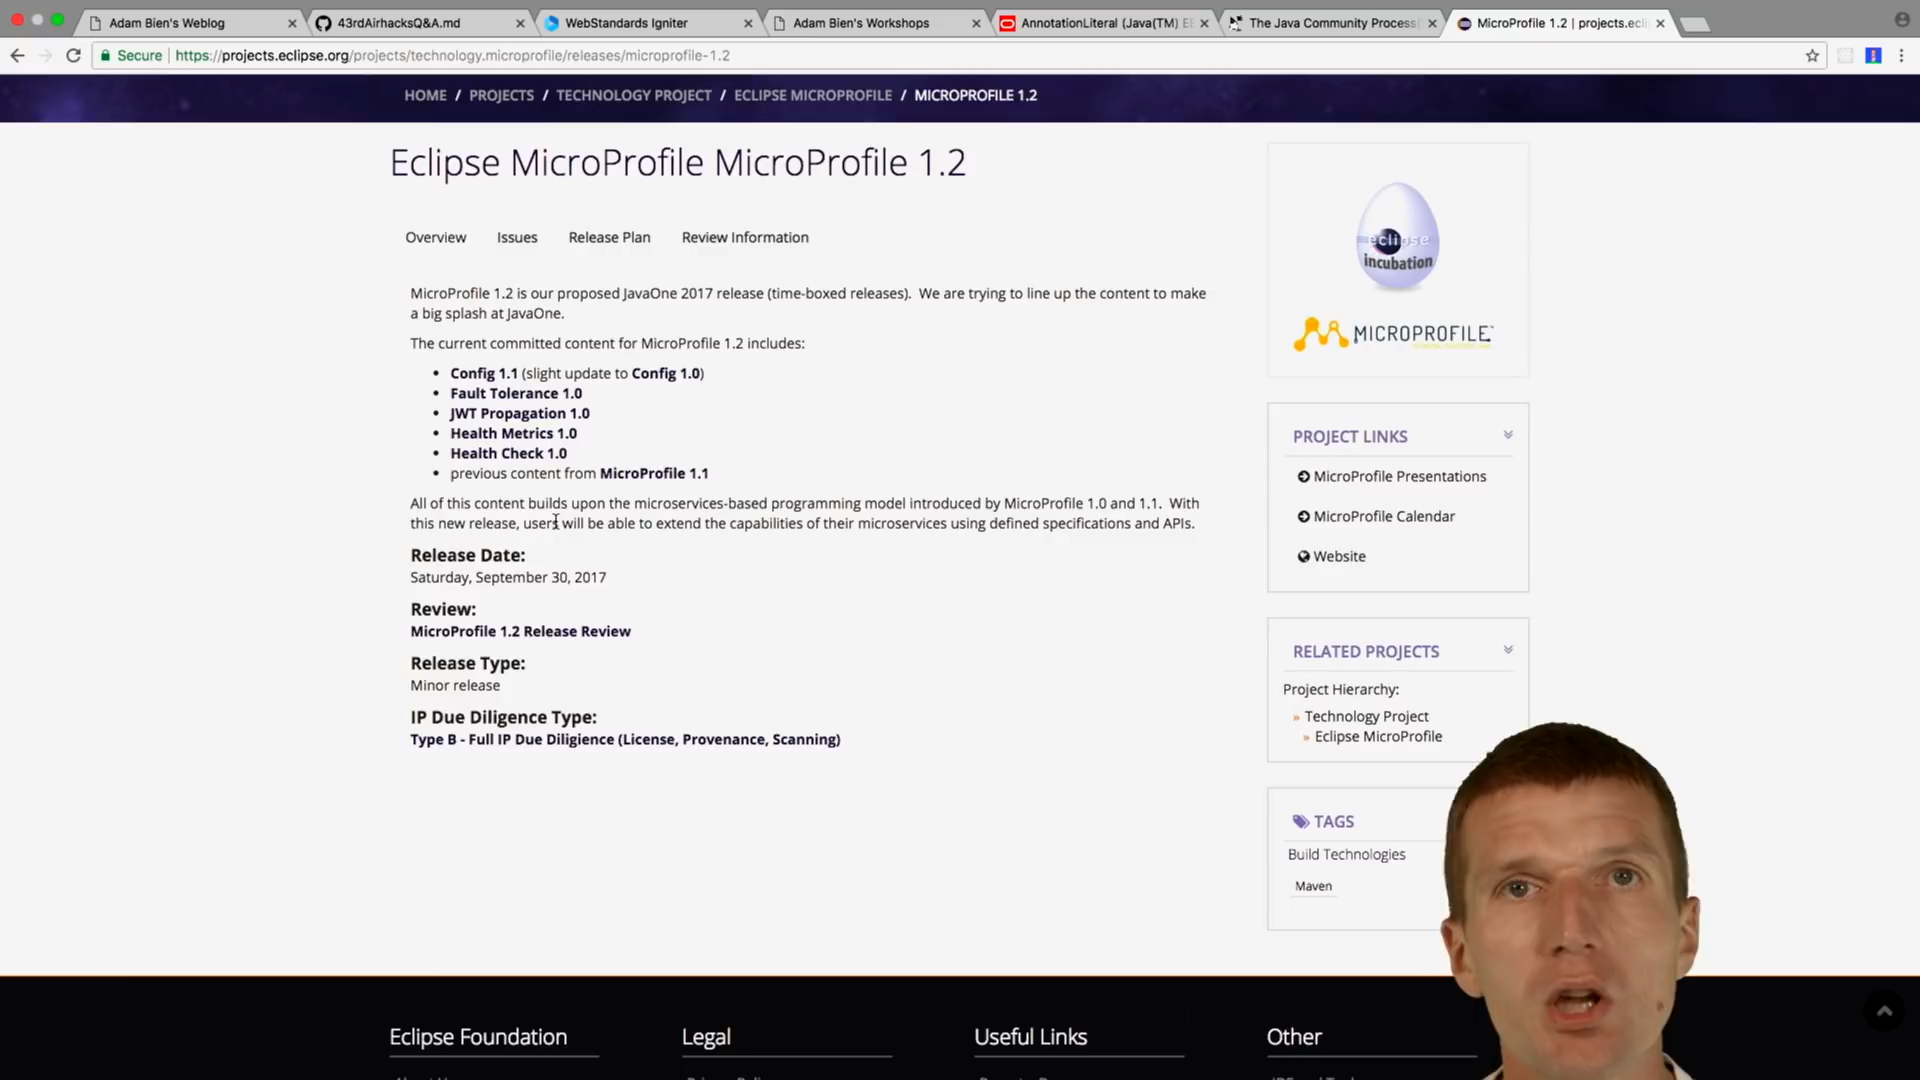 Adam Bien's Weblog
43rdAirhacksQ&A.md
WebStandards Igniter
Adam Bien's Workshops
AnnotationLiteral (Java(TM) EE
The Java Community Process
MicroProfile 1.2 | projects.ecli
Secure https://projects.eclipse.org/projects/technology.microprofile/releases/microprofile-1.2
HOME / PROJECTS / TECHNOLOGY PROJECT / ECLIPSE MICROPROFILE / MICROPROFILE 1.2
Eclipse MicroProfile MicroProfile 1.2
Overview Issues Release Plan Review Information
MicroProfile 1.2 is our proposed JavaOne 2017 release (time-boxed releases). We are trying to line up the content to make
a big splash at JavaOne.
The current committed content for MicroProfile 1.2 includes:
• Config 1.1 (slight update to Config 1.0)
• Fault Tolerance 1.0
• JWT Propagation 1.0
• Health Metrics 1.0
• Health Check 1.0
• previous content from MicroProfile 1.1
All of this content builds upon the microservices-based programming model introduced by MicroProfile 1.0 and 1.1. With
this new release, users will be able to extend the capabilities of their microservices using defined specifications and APIs.
Release Date:
Saturday, September 30, 2017
Review:
MicroProfile 1.2 Release Review
Release Type:
Minor release
IP Due Diligence Type:
Type B - Full IP Due Diligience (License, Provenance, Scanning)
eclipse
incubation
MICROPROFILE
PROJECT LINKS
MicroProfile Presentations
MicroProfile Calendar
Website
RELATED PROJECTS
Project Hierarchy:
» Technology Project
» Eclipse MicroProfile
TAGS
Build Technologies
Maven
Eclipse Foundation
Legal
Useful Links
Other